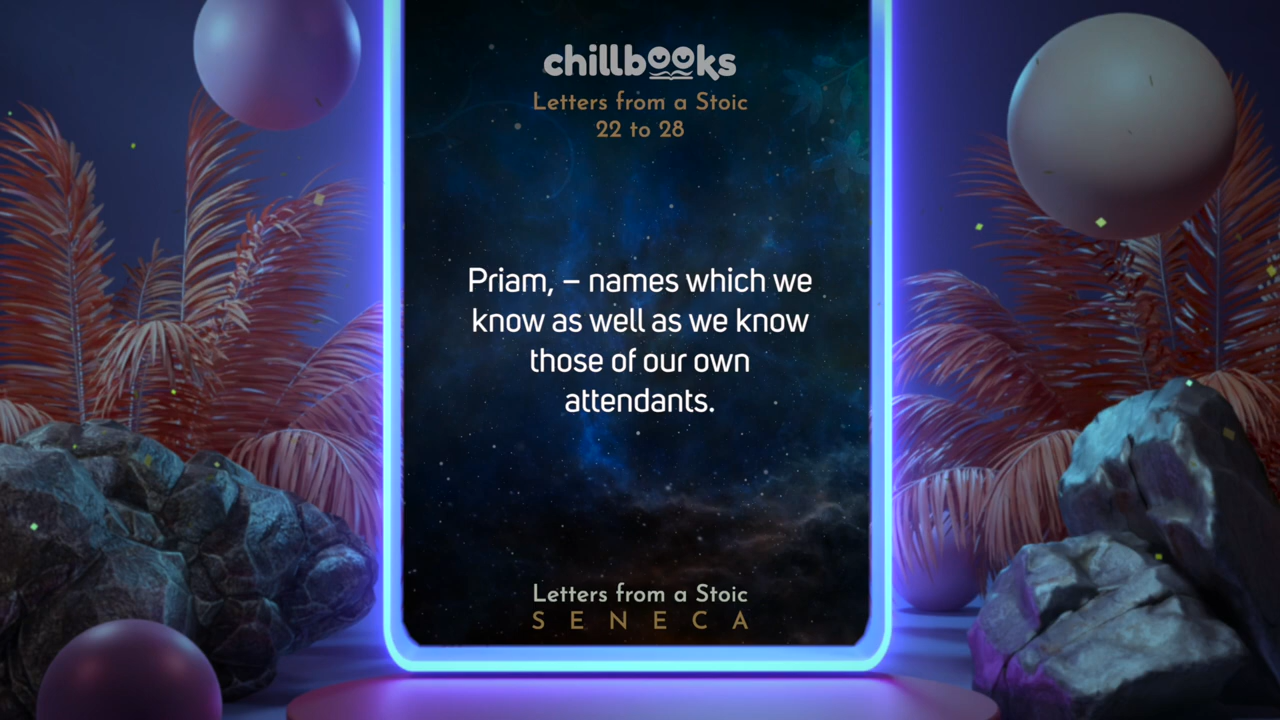 chillbooks
Letters from a Stoic
22 to 28
Priam, – names which we
know as well as we know
those of our own
attendants.
Letters from a Stoic
SENECA